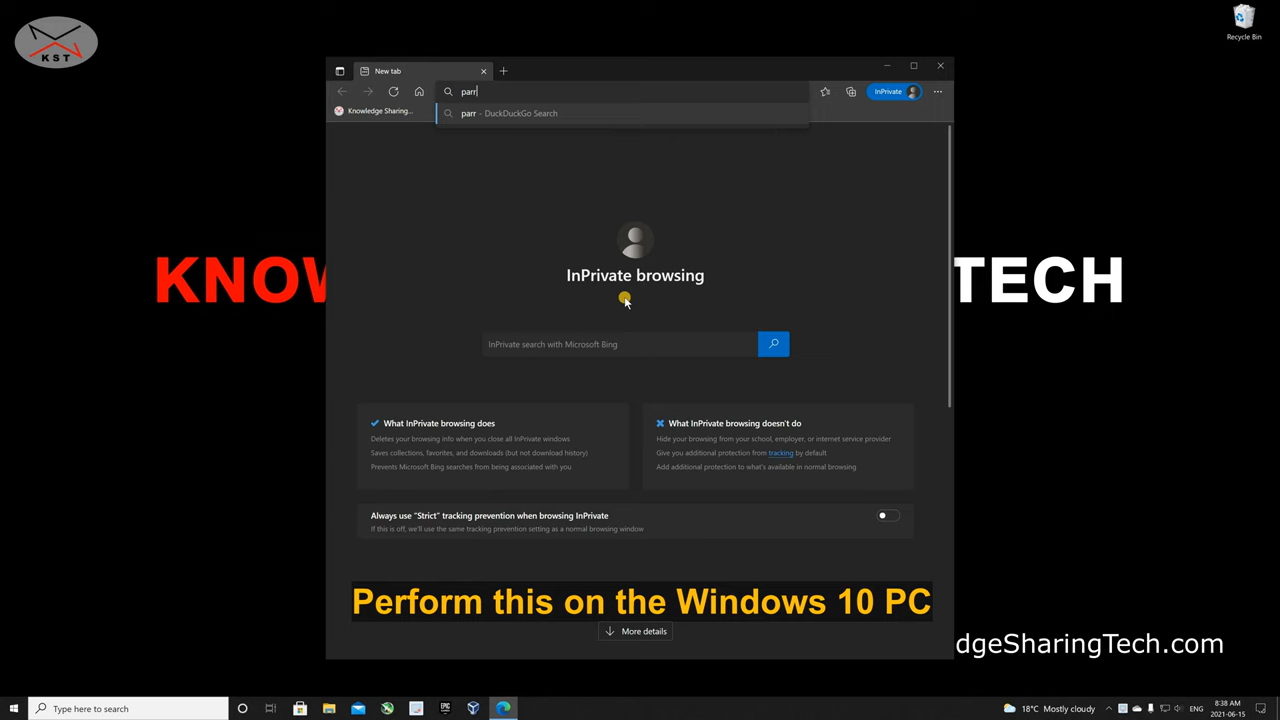 KST
Recycle Bin
New tab
parr
InPrivate
Knowledge Sharing...
parr - DuckDuckGo Search
KNOW
TECH
InPrivate browsing
InPrivate search with Microsoft Bing
What InPrivate browsing does
Deletes your browsing info when you close all InPrivate windows
Saves collections, favorites, and downloads (but not download history)
Prevents Microsoft Bing searches from being associated with you
What InPrivate browsing doesn't do
Hide your browsing from your school, employer, or internet service provider
Give you additional protection from tracking by default
Add additional protection to what's available in normal browsing
Always use "Strict" tracking prevention when browsing InPrivate
If this is off, we'll use the same tracking prevention setting as a normal browsing window
Perform this on the Windows 10 PC
More details
dgeSharingTech.com
Type here to search
EPIC
18°C Mostly cloudy
ENG
8:38 AM
2021-06-15